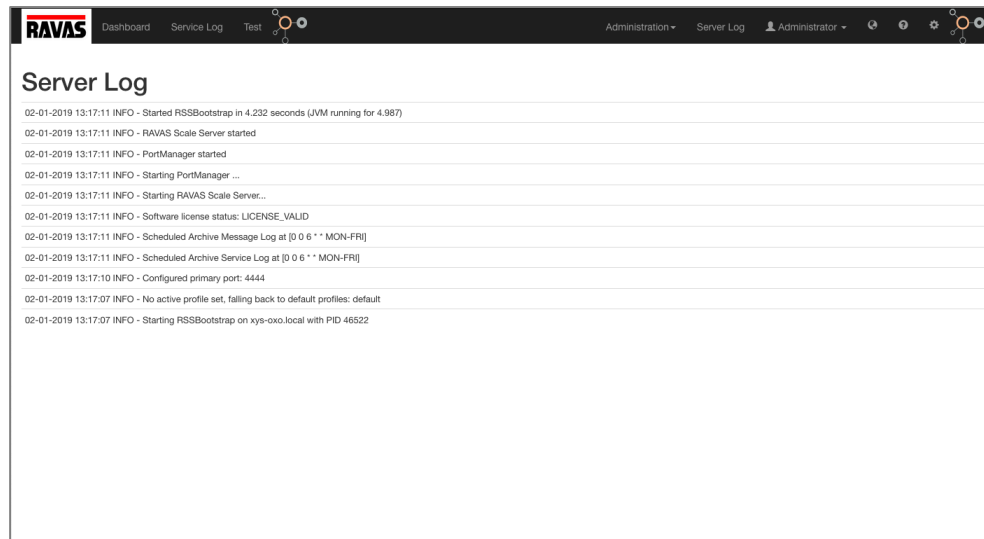 RAVAS Dashboard Service Log Test Administration Server Log Administrator
Server Log
02-01-2019 13:17:11 INFO - Started RSSBootstrap in 4.232 seconds (JVM running for 4.987)
02-01-2019 13:17:11 INFO - RAVAS Scale Server started
02-01-2019 13:17:11 INFO - PortManager started
02-01-2019 13:17:11 INFO - Starting PortManager ...
02-01-2019 13:17:11 INFO - Starting RAVAS Scale Server...
02-01-2019 13:17:11 INFO - Software license status: LICENSE_VALID
02-01-2019 13:17:11 INFO - Scheduled Archive Message Log at [0 0 6 * * MON-FRI]
02-01-2019 13:17:11 INFO - Scheduled Archive Service Log at [0 0 6 * * MON-FRI]
02-01-2019 13:17:10 INFO - Configured primary port: 4444
02-01-2019 13:17:07 INFO - No active profile set, falling back to default profiles: default
02-01-2019 13:17:07 INFO - Starting RSSBootstrap on xys-oxo.local with PID 46522